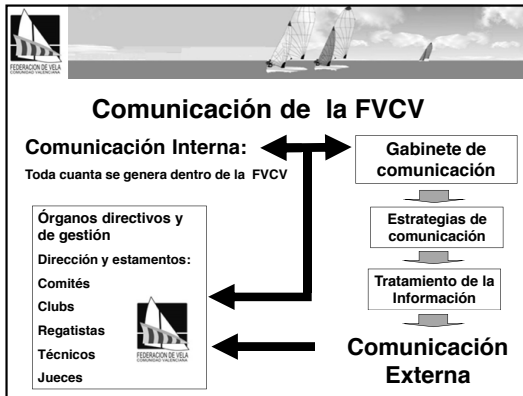 FEDERACION DE VELA
COMUNIDAD VALENCIANA
Comunicación de la FVCV
Comunicación Interna:
Toda cuanta se genera dentro de la FVCV
Gabinete de
comunicación
Estrategias de
comunicación
Tratamiento de la
Información
Comunicación
Externa
Órganos directivos y
de gestión
Dirección y estamentos:
Comités
Clubs
Regatistas
Técnicos
Jueces
FEDERACION DE VELA
COMUNIDAD VALENCIANA